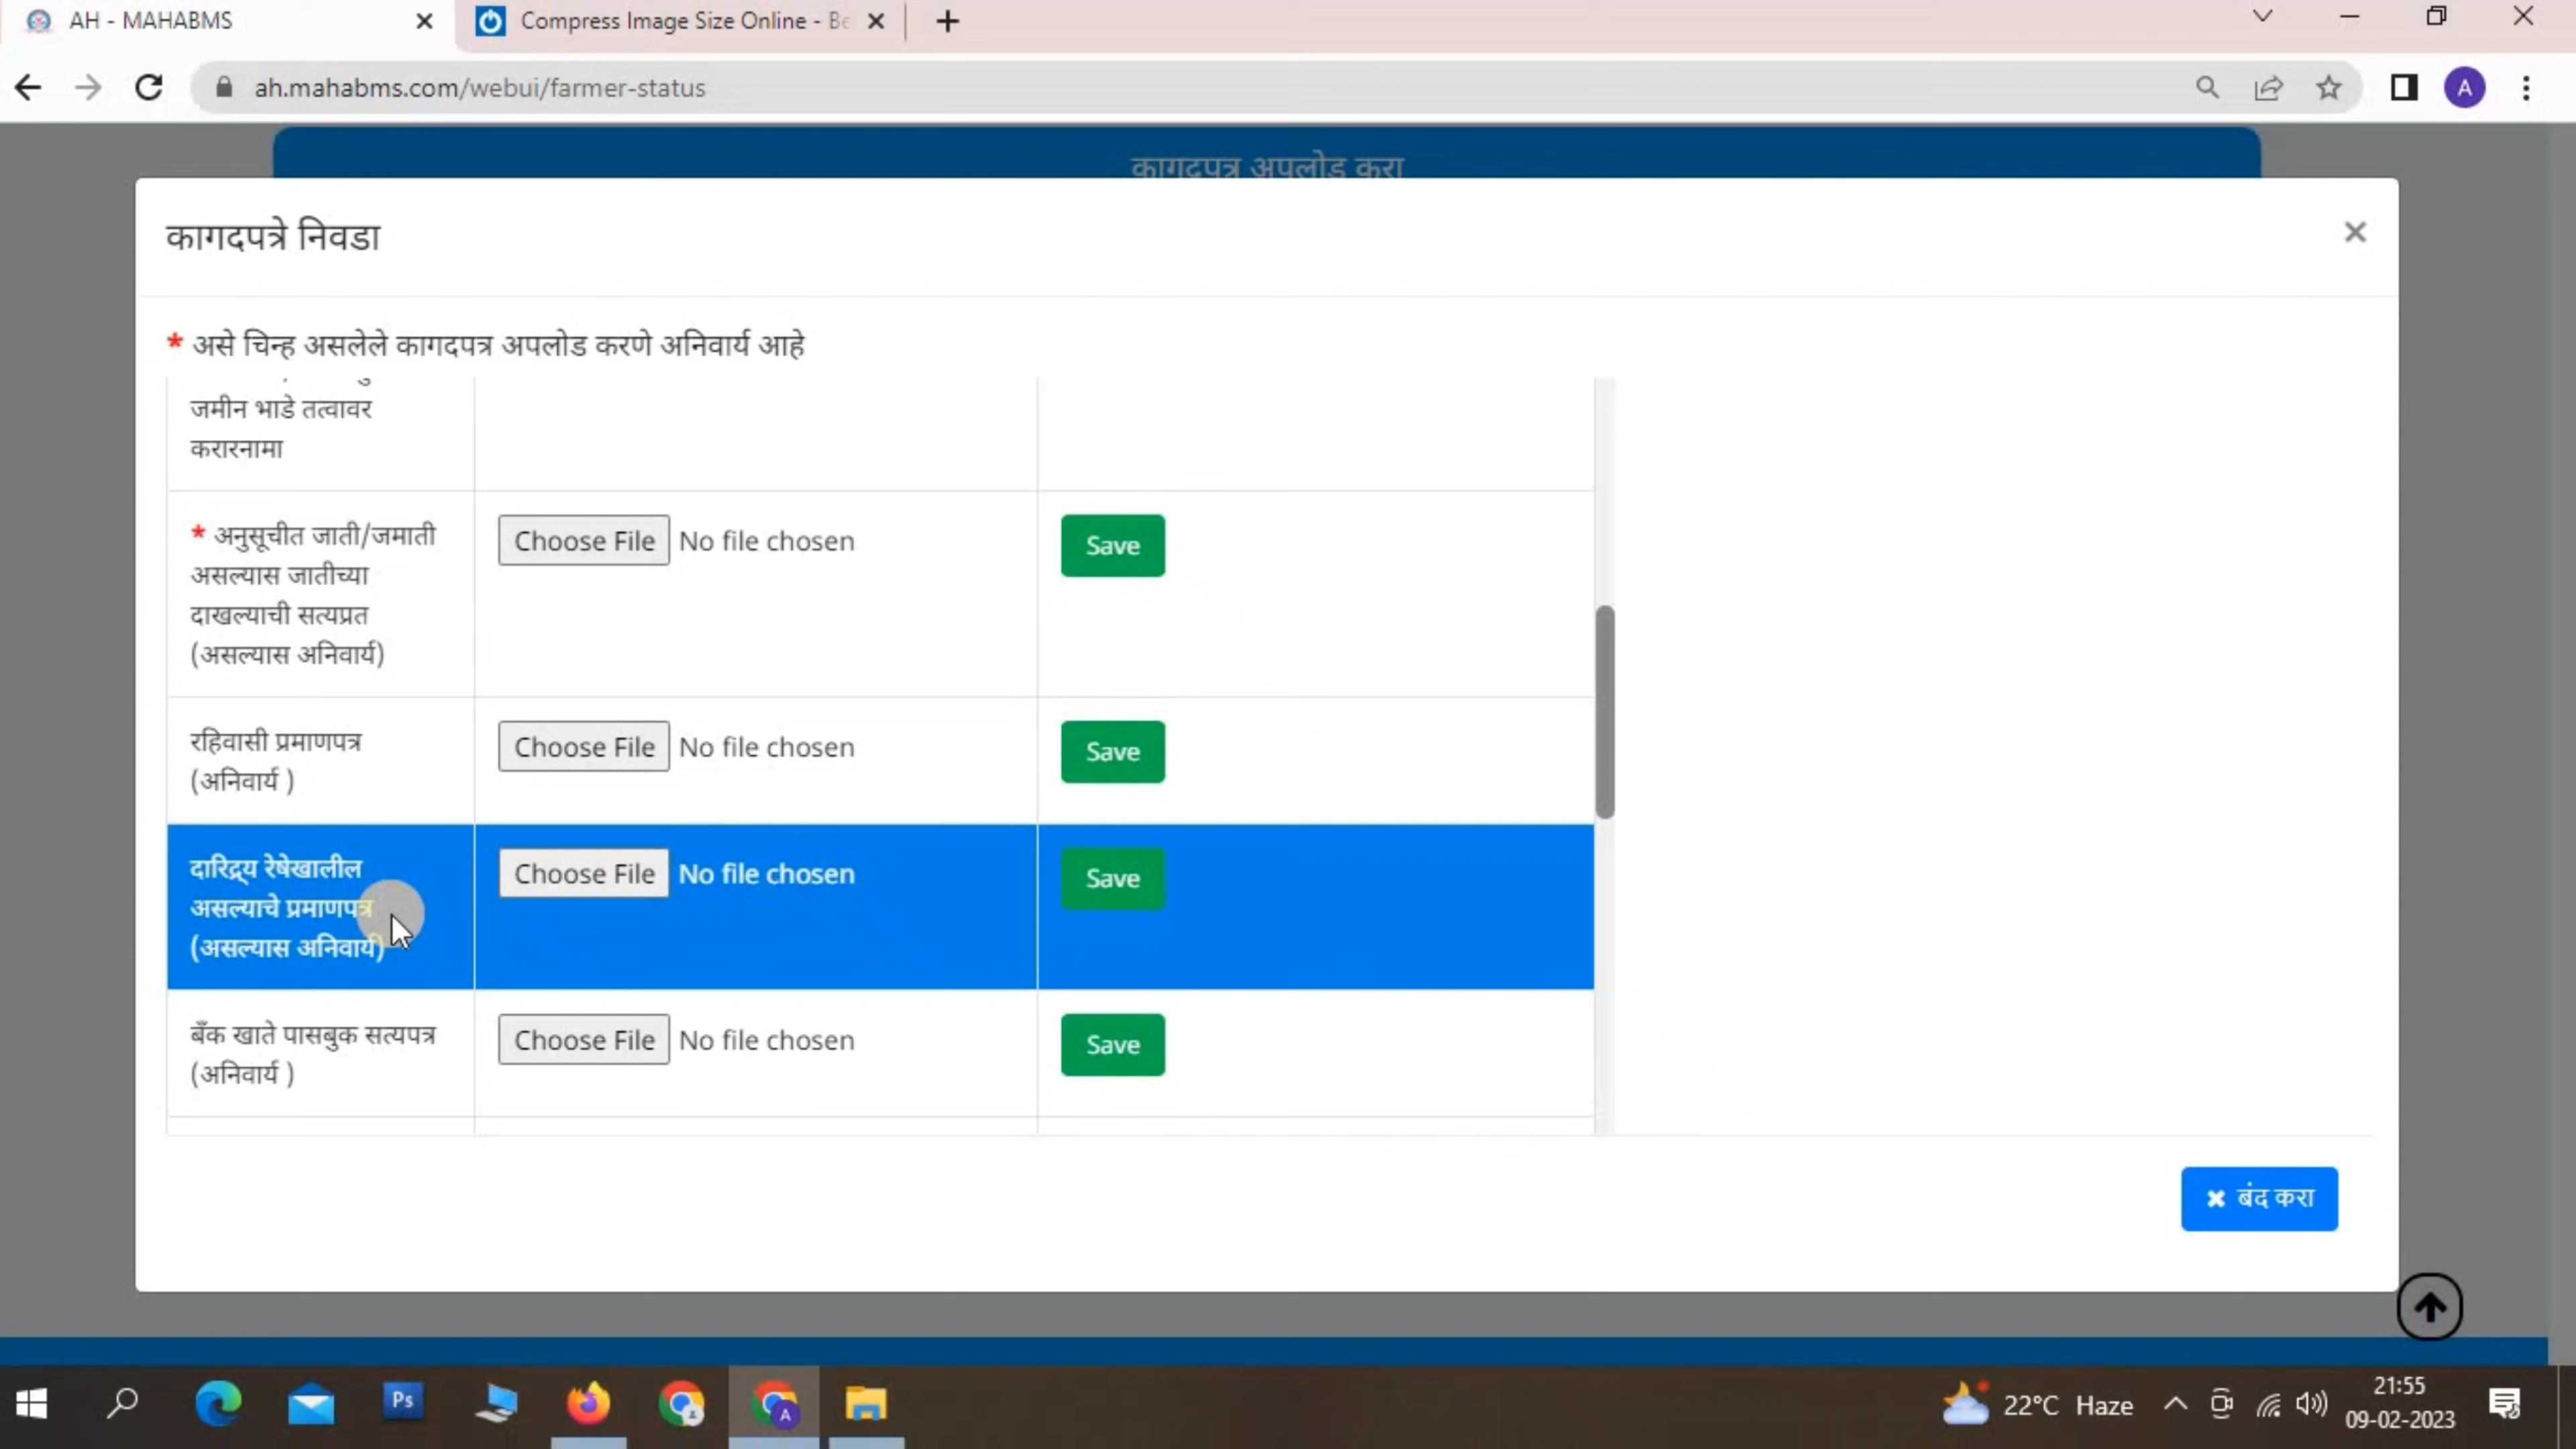 AH - MAHABMS
Compress Image Size Online - Be
ah.mahabms.com/webui/farmer-status
A
कागदपत्र अपलोड करा
कागदपत्रे निवडा
* असे चिन्ह असलेले कागदपत्र अपलोड करणे अनिवार्य आहे
जमीन भाडे तत्वावर
करारनामा
* अनुसूचीत जाती/जमाती
असल्यास जातीच्या
दाखल्याची सत्यप्रत
(असल्यास अनिवार्य)
Choose File No file chosen
Save
रहिवासी प्रमाणपत्र
(अनिवार्य )
Choose File No file chosen
Save
दारिद्र्य रेषेखालील
असल्याचे प्रमाणपत्र
(असल्यास अनिवार्य)
Choose File No file chosen
Save
बँक खाते पासबुक सत्यपत्र
(अनिवार्य )
Choose File No file chosen
Save
बंद करा
Ps
A
22°C Haze
21:55
09-02-2023